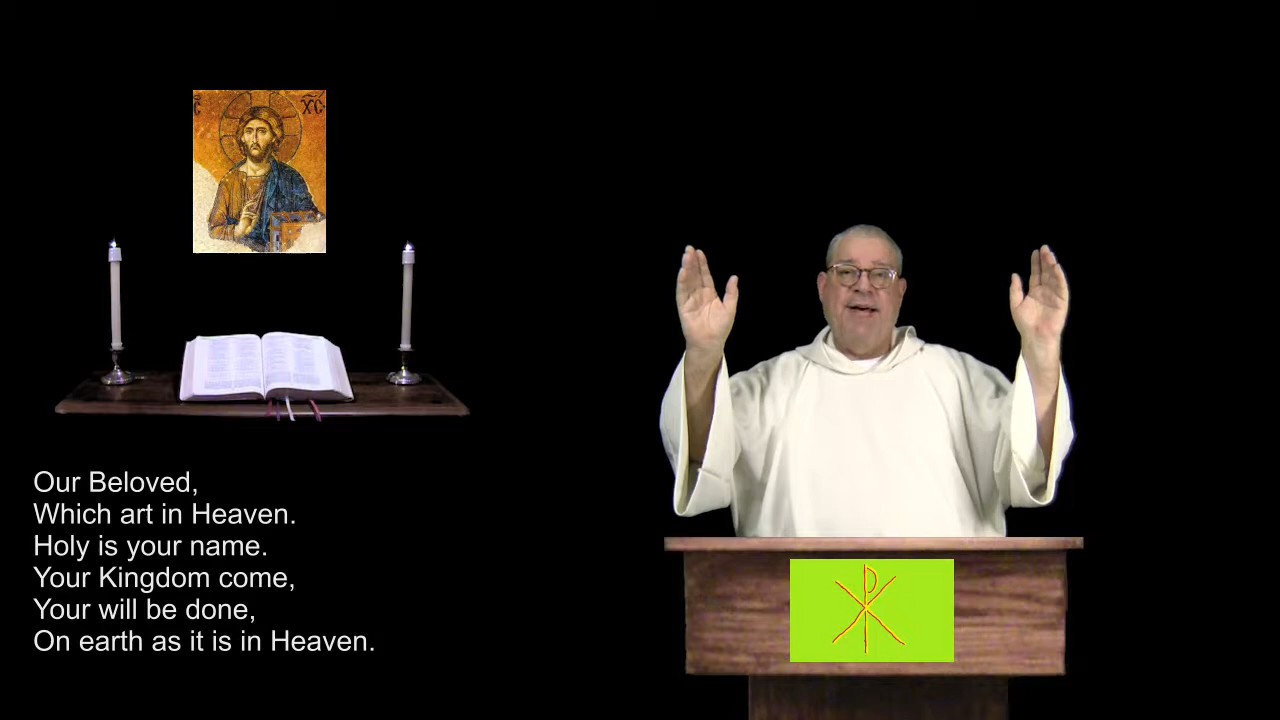 C
XC
Our Beloved,
Which art in Heaven.
Holy is your name.
Your Kingdom come,
Your will be done,
On earth as it is in Heaven.